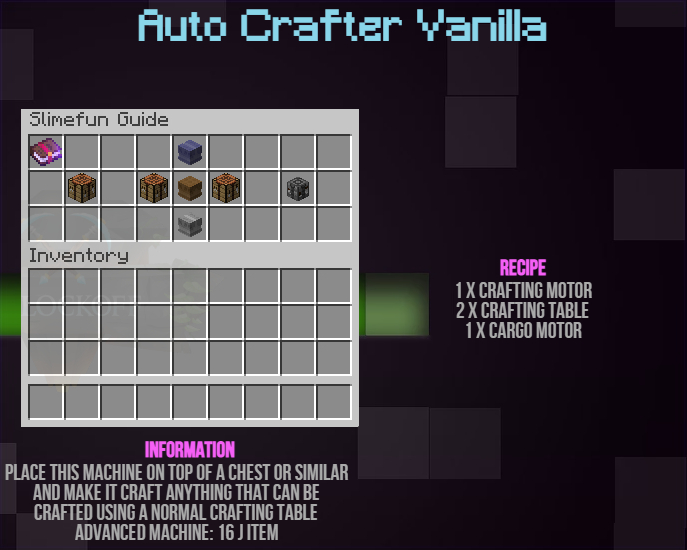 Auto Crafter Vanilla
Slimefun Guide
Inventory
LOCKOFF
RECIPE
1 X CRAFTING MOTOR
2 X CRAFTING TABLE
1 X CARGO MOTOR
INFORMATION
PLACE THIS MACHINE ON TOP OF A CHEST OR SIMILAR
AND MAKE IT CRAFT ANYTHING THAT CAN BE
CRAFTED USING A NORMAL CRAFTING TABLE
ADVANCED MACHINE: 16 J ITEM